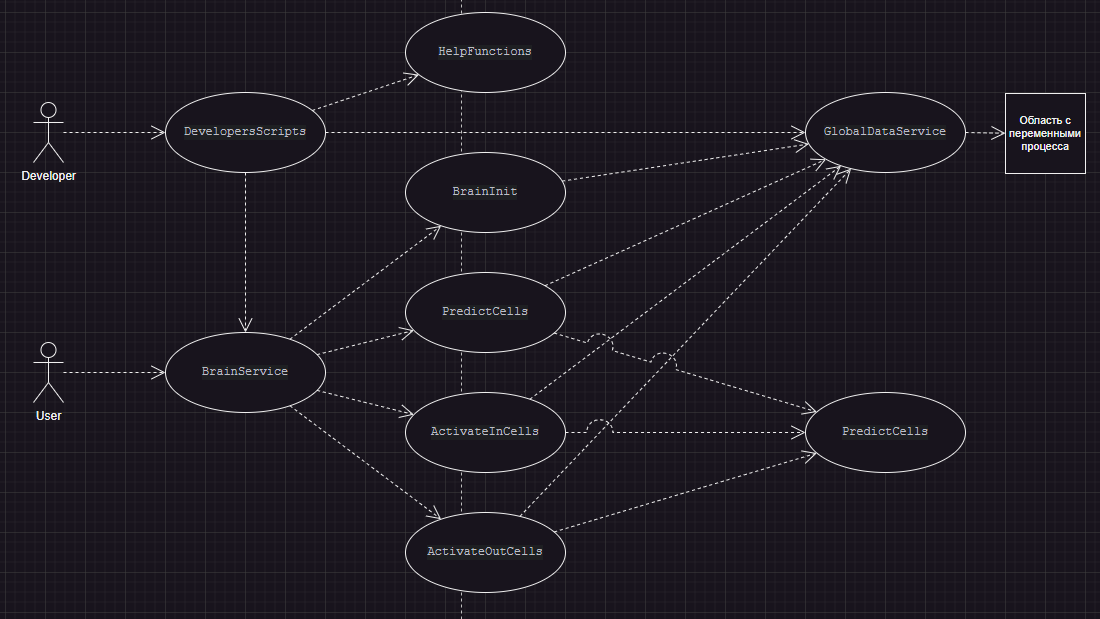 HelpFunctions
DevelopersScripts
GlobalDataService
Область с
переменными
процесса
Developer
BrainInit
PredictCells
BrainService
User
ActivateInCells
PredictCells
ActivateOutCells